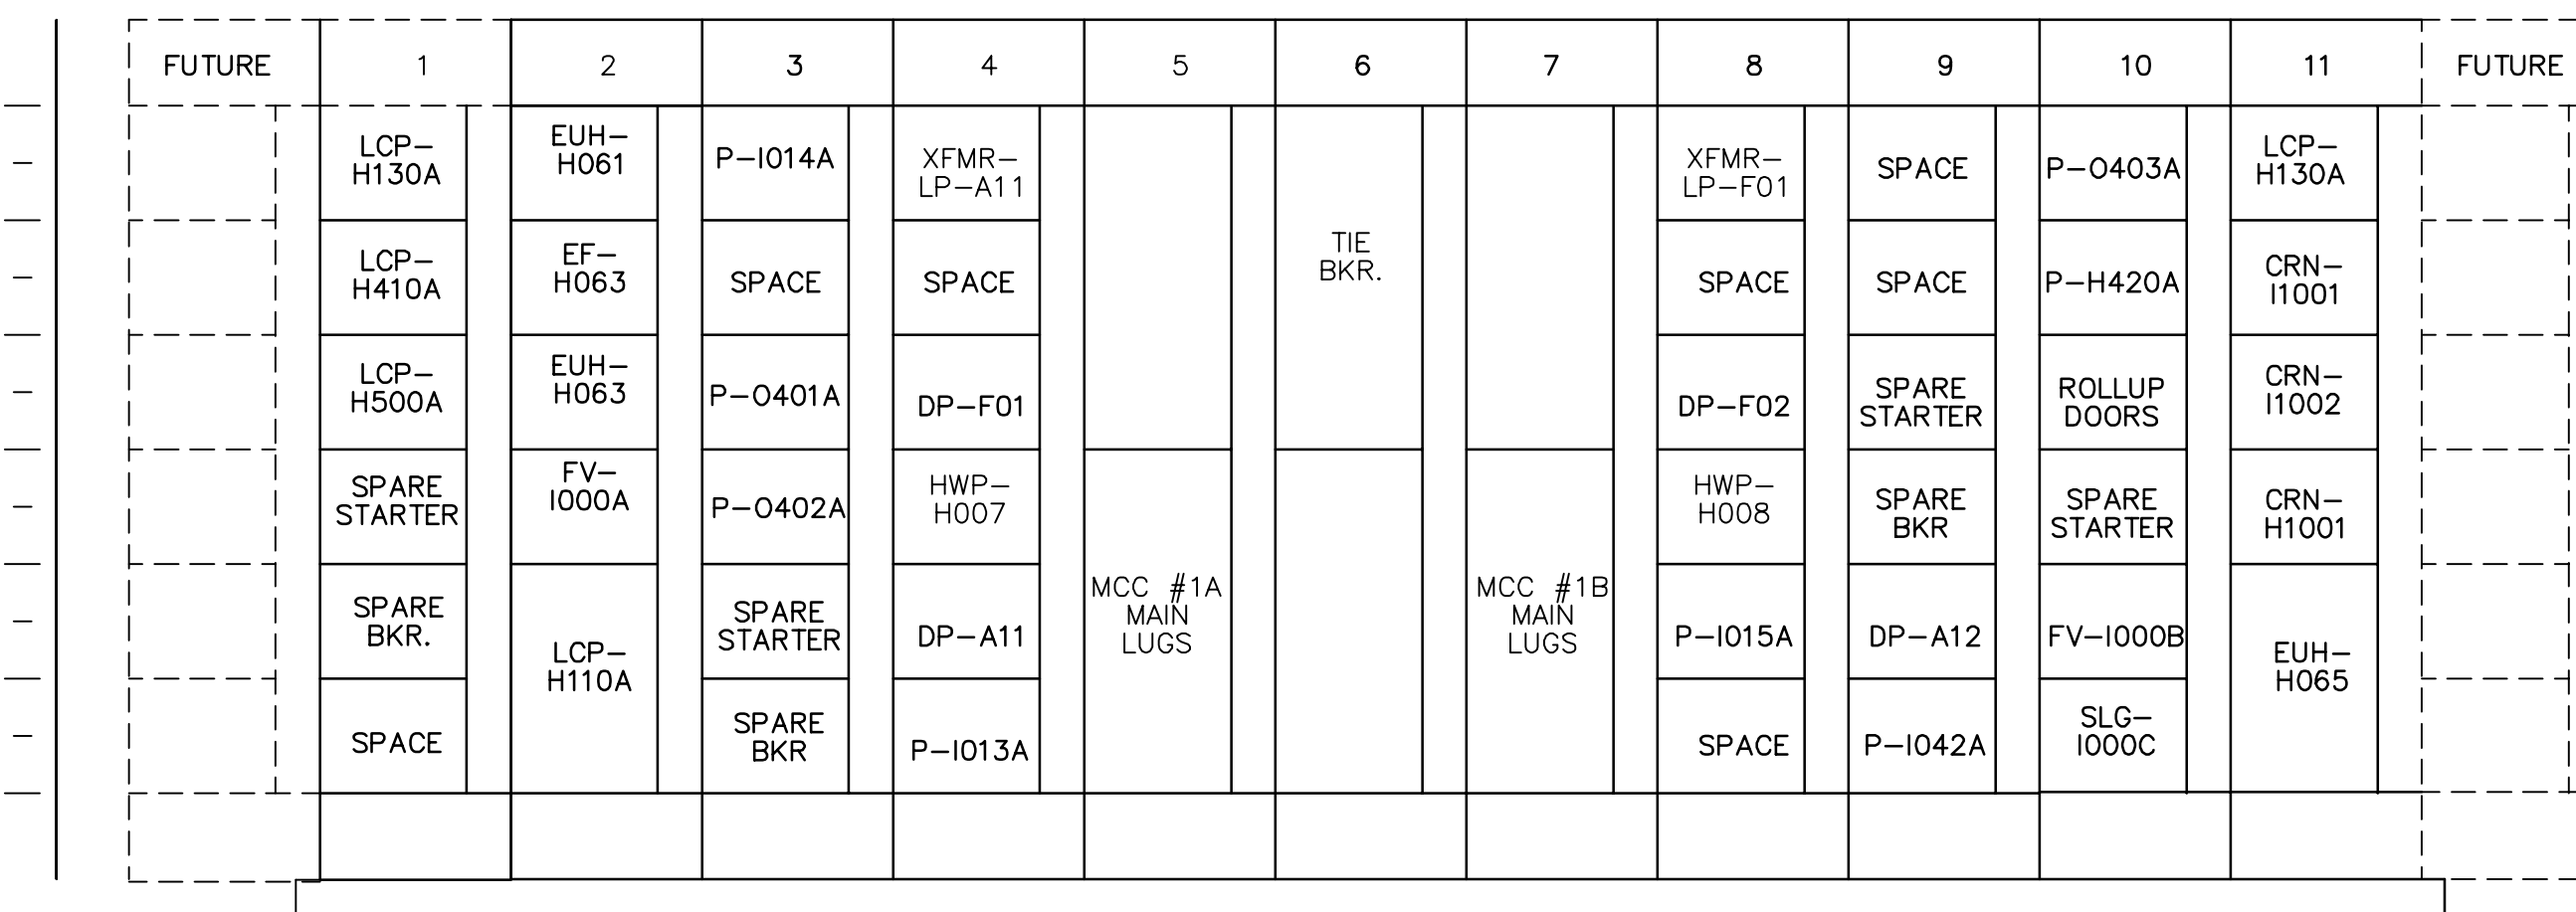 FUTURE
1
2
3
4
5
6
7
8
9
10
11
FUTURE
LCP-
H130A
LCP-
H410A
LCP-
H500A
SPARE
STARTER
SPARE
BKR.
SPACE
EUH-
H061
EF-
H063
EUH-
H063
FV-
I000A
LCP-
H110A
P-I014A
SPACE
P-O401A
P-O402A
SPARE
STARTER
SPARE
BKR
XFMR-
LP-A11
SPACE
DP-F01
HWP-
H007
DP-A11
P-I013A
MCC #1A
MAIN
LUGS
TIE
BKR.
MCC #1B
MAIN
LUGS
XFMR-
LP-F01
SPACE
DP-F02
HWP-
H008
P-I015A
SPACE
SPACE
SPACE
SPARE
STARTER
SPARE
BKR
DP-A12
P-I042A
P-O403A
P-H420A
ROLLUP
DOORS
SPARE
STARTER
FV-I000B
SLG-
I000C
LCP-
H130A
CRN-
I1001
CRN-
I1002
CRN-
H1001
EUH-
H065